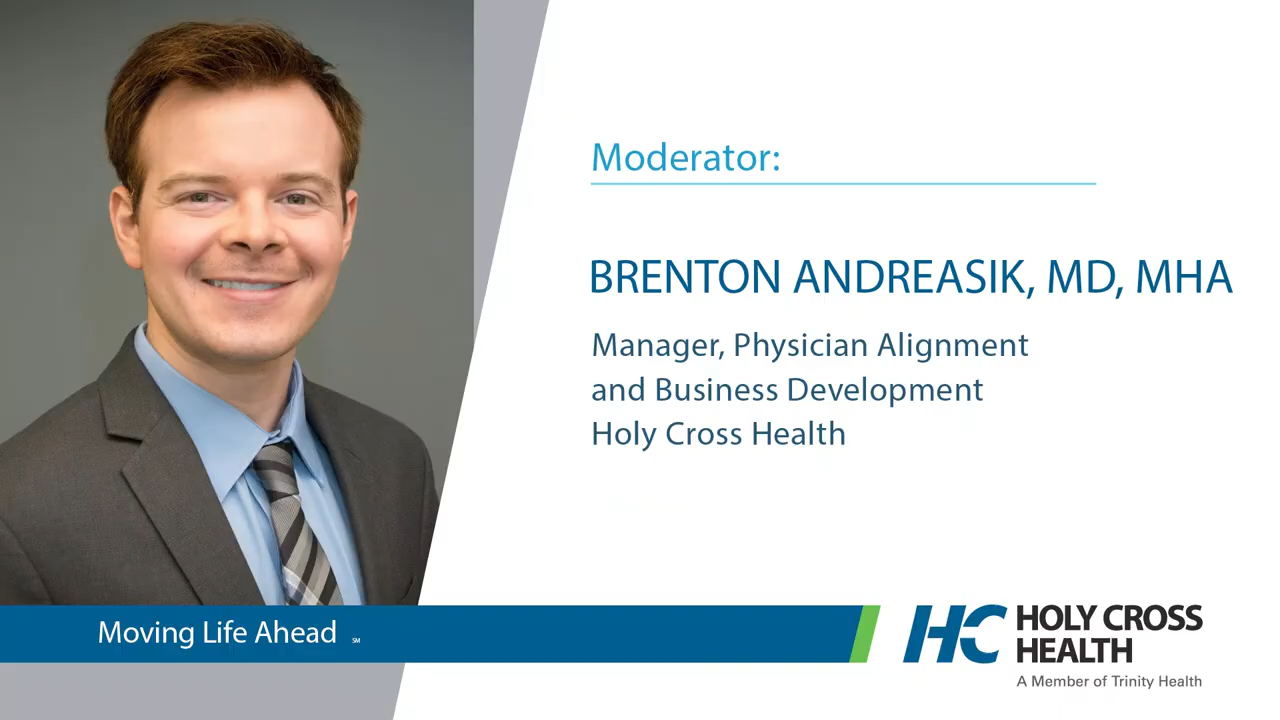 Moderator:
BRENTON ANDREASIK, MD, MHA
Manager, Physician Alignment
and Business Development
Holy Cross Health
Moving Life Ahead SM
HC HOLY CROSS
HEALTH
A Member of Trinity Health